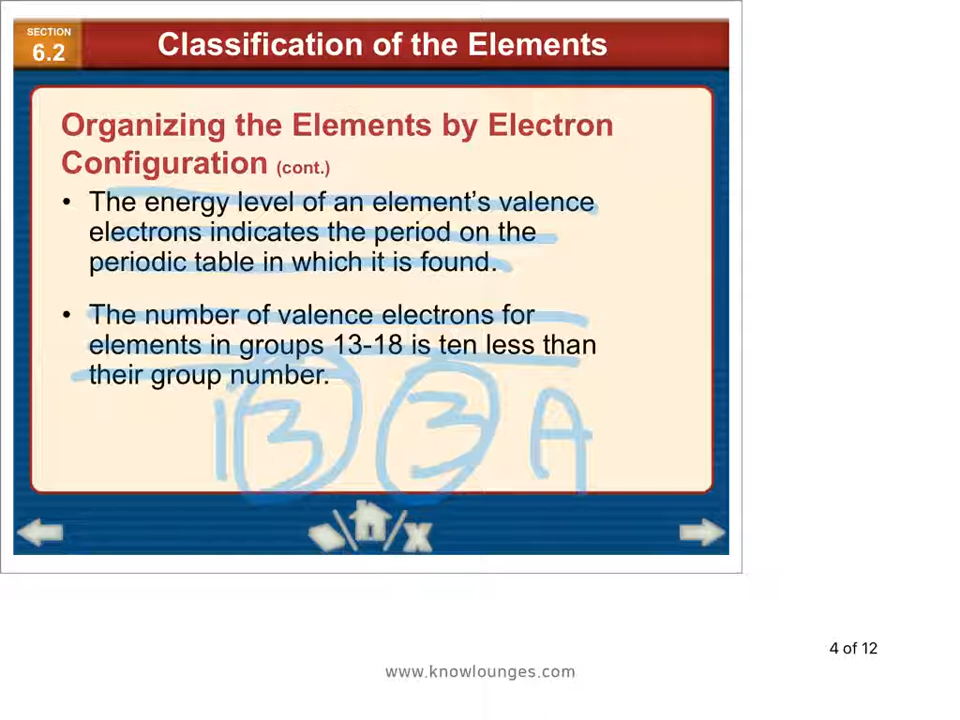 SECTION
6.2
Classification of the Elements
Organizing the Elements by Electron
Configuration (cont.)
• The energy level of an element’s valence
electrons indicates the period on the
periodic table in which it is found.
• The number of valence electrons for
elements in groups 13-18 is ten less than
their group number.
13 3 A
X
4 of 12
www.knowlounges.com